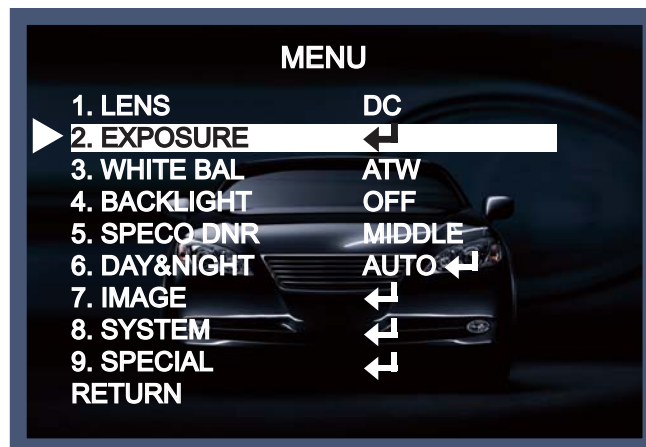 MENU
1. LENS DC
2. EXPOSURE ↵
3. WHITE BAL ATW
4. BACKLIGHT OFF
5. SPECO DNR MIDDLE
6. DAY&NIGHT AUTO ↵
7. IMAGE ↵
8. SYSTEM ↵
9. SPECIAL ↵
RETURN